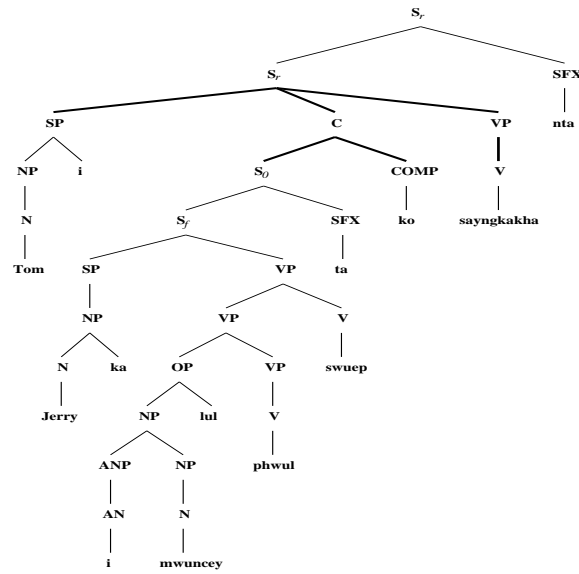 S_r
S_r SFX
SP C VP nta
NP i S_0 COMP V
N S_f SFX ko sayngkakha
Tom SP VP ta
NP VP V
N ka OP VP swuep
Jerry NP lul V
ANP NP phwul
AN N
i mwuncey